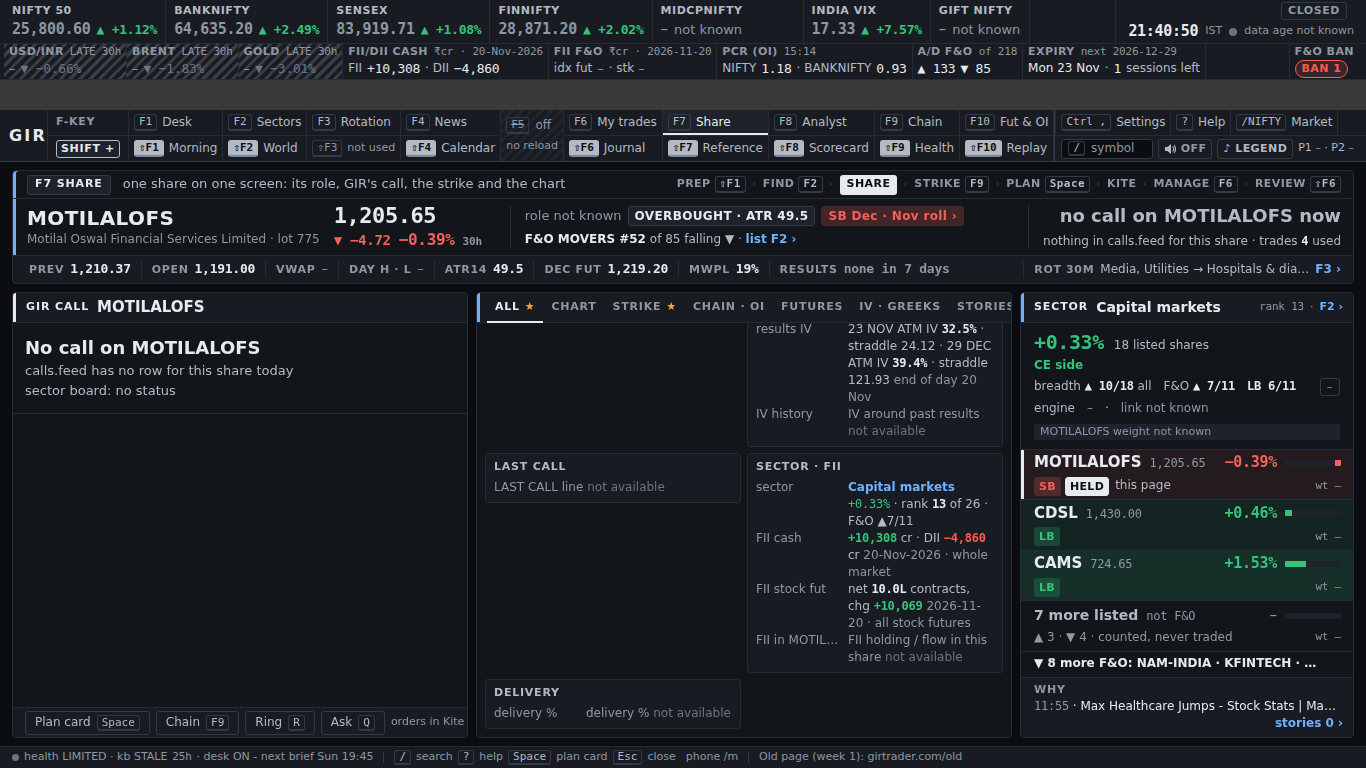 NIFTY 50 BANKNIFTY SENSEX FINNIFTY MIDCPNIFTY INDIA VIX GIFT NIFTY CLOSED
25,800.60 ▲ +1.12% 64,635.20 ▲ +2.49% 83,919.71 ▲ +1.08% 28,871.20 ▲ +2.02% – not known 17.33 ▲ +7.57% – not known 21:40:50 IST data age not known
USD/INR LATE 30h BRENT LATE 30h GOLD LATE 30h FII/DII CASH ₹cr · 20-Nov-2026 FII F&O ₹cr · 2026-11-20 PCR (OI) 15:14 A/D F&O of 218 EXPIRY next 2026-12-29 F&O BAN
– ▼ −0.66% – ▼ −1.83% – ▼ −3.01% FII +10,308 · DII −4,860 idx fut – · stk – NIFTY 1.18 · BANKNIFTY 0.93 ▲ 133 ▼ 85 Mon 23 Nov · 1 sessions left BAN 1
GIR F-KEY F1 Desk F2 Sectors F3 Rotation F4 News F5 off F6 My trades F7 Share F8 Analyst F9 Chain F10 Fut & OI Ctrl , Settings ? Help /NIFTY Market
SHIFT + ⇧F1 Morning ⇧F2 World ⇧F3 not used ⇧F4 Calendar no reload ⇧F6 Journal ⇧F7 Reference ⇧F8 Scorecard ⇧F9 Health ⇧F10 Replay / symbol OFF ♪ LEGEND P1 – · P2 –
F7 SHARE one share on one screen: its role, GIR's call, the strike and the chart PREP ⇧F1 › FIND F2 › SHARE › STRIKE F9 › PLAN Space › KITE › MANAGE F6 › REVIEW ⇧F6
MOTILALOFS 1,205.65 role not known OVERBOUGHT · ATR 49.5 SB Dec · Nov roll › no call on MOTILALOFS now
Motilal Oswal Financial Services Limited · lot 775 ▼ −4.72 −0.39% 30h F&O MOVERS #52 of 85 falling ▼ · list F2 › nothing in calls.feed for this share · trades 4 used
PREV 1,210.37 OPEN 1,191.00 VWAP – DAY H · L – ATR14 49.5 DEC FUT 1,219.20 MWPL 19% RESULTS none in 7 days ROT 30M Media, Utilities → Hospitals & dia… F3 ›
GIR CALL MOTILALOFS
No call on MOTILALOFS
calls.feed has no row for this share today
sector board: no status
Plan card Space Chain F9 Ring R Ask Q orders in Kite
ALL ★ CHART STRIKE ★ CHAIN · OI FUTURES IV · GREEKS STORIES
results IV 23 NOV ATM IV 32.5% ·
straddle 24.12 · 29 DEC
ATM IV 39.4% · straddle
121.93 end of day 20
Nov
IV history IV around past results
not available
LAST CALL
LAST CALL line not available
SECTOR · FII
sector Capital markets
+0.33% · rank 13 of 26 ·
F&O ▲7/11
FII cash +10,308 cr · DII −4,860
cr 20-Nov-2026 · whole
market
FII stock fut net 10.0L contracts,
chg +10,069 2026-11-
20 · all stock futures
FII in MOTIL… FII holding / flow in this
share not available
DELIVERY
delivery % delivery % not available
SECTOR Capital markets rank 13 · F2 ›
+0.33% 18 listed shares
CE side
breadth ▲ 10/18 all F&O ▲ 7/11 LB 6/11 –
engine – · link not known
MOTILALOFS weight not known
MOTILALOFS 1,205.65 −0.39%
SB HELD this page wt –
CDSL 1,430.00 +0.46%
LB wt –
CAMS 724.65 +1.53%
LB wt –
7 more listed not F&O –
▲ 3 · ▼ 4 · counted, never traded wt –
▼ 8 more F&O: NAM-INDIA · KFINTECH · …
WHY
11:55 · Max Healthcare Jumps - Stock Stats | Ma…
stories 0 ›
health LIMITED · kb STALE 25h · desk ON - next brief Sun 19:45 / search ? help Space plan card Esc close phone /m Old page (week 1): girtrader.com/old